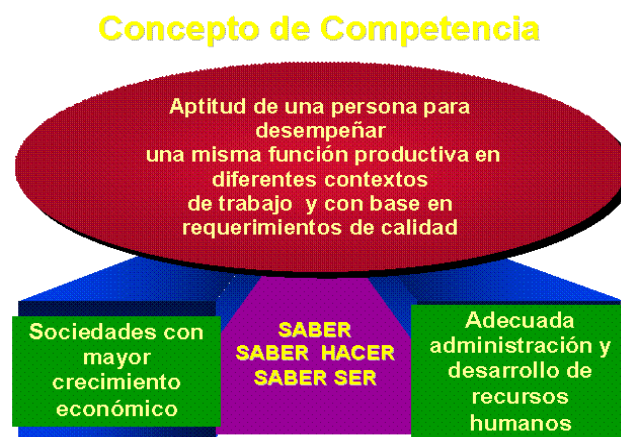 Concepto de Competencia
Aptitud de una persona para
desempeñar
una misma función productiva en
diferentes contextos
de trabajo y con base en
requerimientos de calidad
Sociedades con
mayor
crecimiento
económico
SABER
SABER HACER
SABER SER
Adecuada
administración y
desarrollo de
recursos
humanos